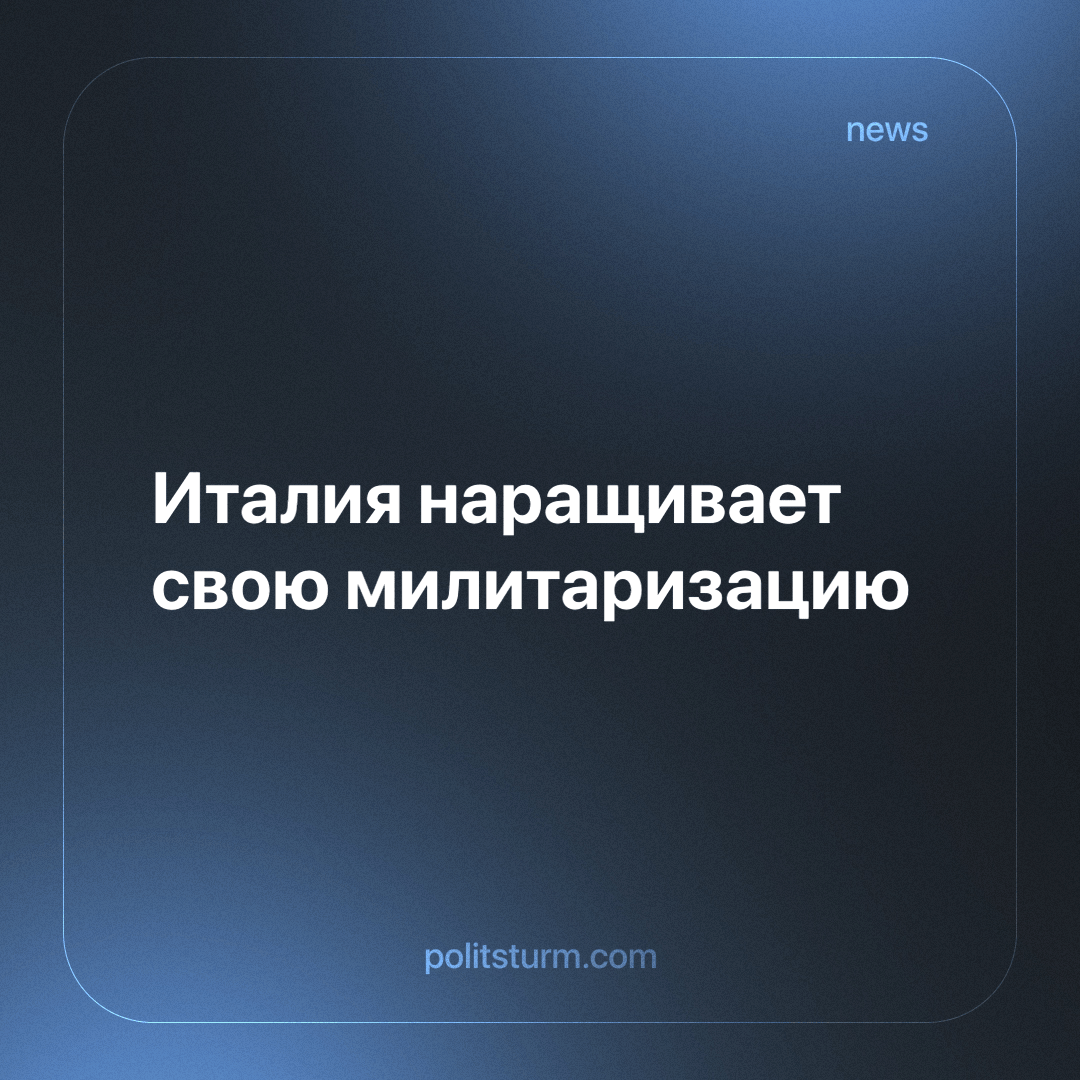 news
Италия наращивает
свою милитаризацию
politsturm.com